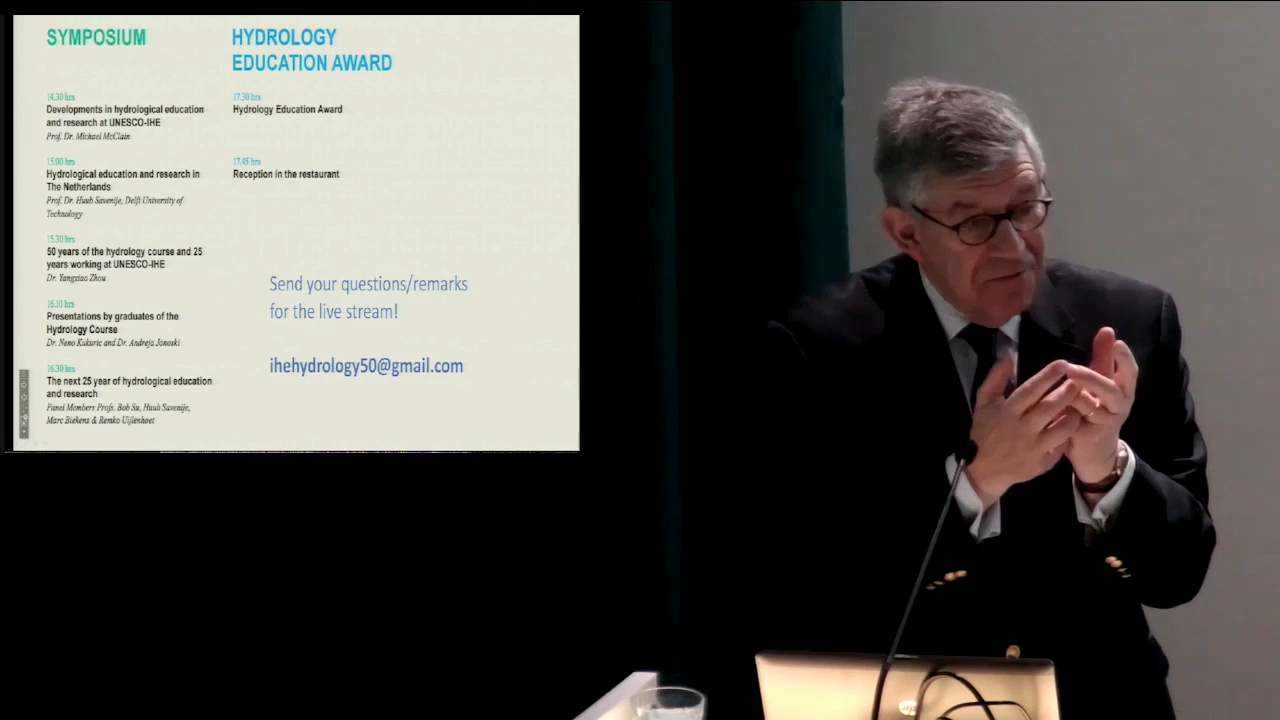 SYMPOSIUM
14.30 hrs
Developments in hydrological education
and research at UNESCO-IHE
Prof. Dr. Michael McClain
15.00 hrs
Hydrological education and research in
The Netherlands
Prof. Dr. Huub Savenije, Delft University of
Technology
15.30 hrs
50 years of the hydrology course and 25
years working at UNESCO-IHE
Dr. Yangxiao Zhou
16.10 hrs
Presentations by graduates of the
Hydrology Course
Dr. Neno Kukuric and Dr. Andreja Jonoski
16.30 hrs
The next 25 year of hydrological education
and research
Panel Members Profs. Bob Su, Huub Savenije,
Marc Bierkens & Remko Uijlenhoet
HYDROLOGY
EDUCATION AWARD
17.30 hrs
Hydrology Education Award
17.45 hrs
Reception in the restaurant
Send your questions/remarks
for the live stream!
ihehydrology50@gmail.com
hp